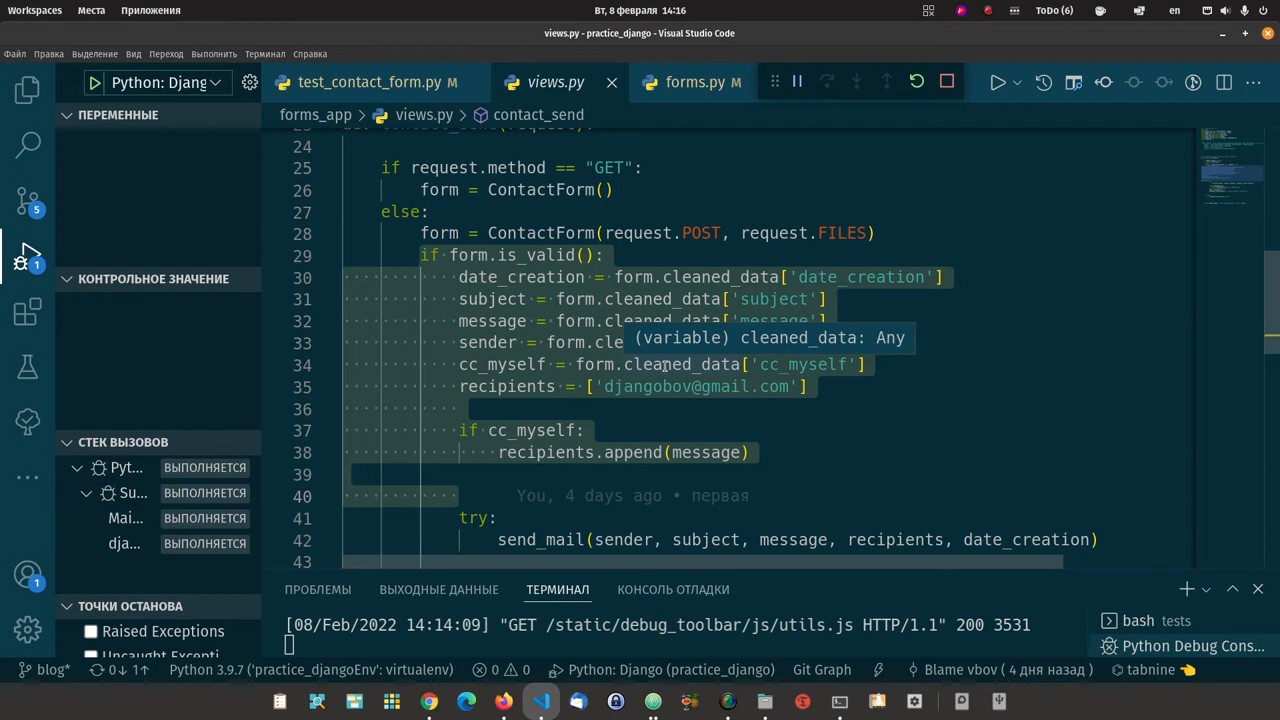 Workspaces Места Приложения Вт, 8 февраля 14:16 ToDo (6) en
views.py - practice_django - Visual Studio Code
Файл Правка Выделение Вид Переход Выполнить Терминал Справка
Python: Djang test_contact_form.py M views.py forms.py M
ПЕРЕМЕННЫЕ
forms_app > views.py > contact_send
24
25 if request.method == "GET":
26 form = ContactForm()
27 else:
28 form = ContactForm(request.POST, request.FILES)
29 if form.is_valid():
КОНТРОЛЬНОЕ ЗНАЧЕНИЕ
30 date_creation = form.cleaned_data['date_creation']
31 subject = form.cleaned_data['subject']
32 message = form.cleaned_data['message']
33 sender = form.cle
(variable) cleaned_data: Any
34 cc_myself = form.cleaned_data['cc_myself']
35 recipients = ['djangobov@gmail.com']
36
37 if cc_myself:
38 recipients.append(message)
39
40 You, 4 days ago • первая
41 try:
42 send_mail(sender, subject, message, recipients, date_creation)
43
СТЕК ВЫЗОВОВ
Pyt... ВЫПОЛНЯЕТСЯ
Su... ВЫПОЛНЯЕТСЯ
Mai... ВЫПОЛНЯЕТСЯ
dja... ВЫПОЛНЯЕТСЯ
ТОЧКИ ОСТАНОВА
Raised Exceptions
Uncaught Excepti
5
1
1
ПРОБЛЕМЫ ВЫХОДНЫЕ ДАННЫЕ ТЕРМИНАЛ КОНСОЛЬ ОТЛАДКИ
[08/Feb/2022 14:14:09] "GET /static/debug_toolbar/js/utils.js HTTP/1.1" 200 3531
bash tests
Python Debug Cons...
blog* 0↓ 1↑ Python 3.9.7 ('practice_djangoEnv': virtualenv) 0 0 Python: Django (practice_django) Git Graph Blame vbov ( 4 дня назад ) tabnine 👈